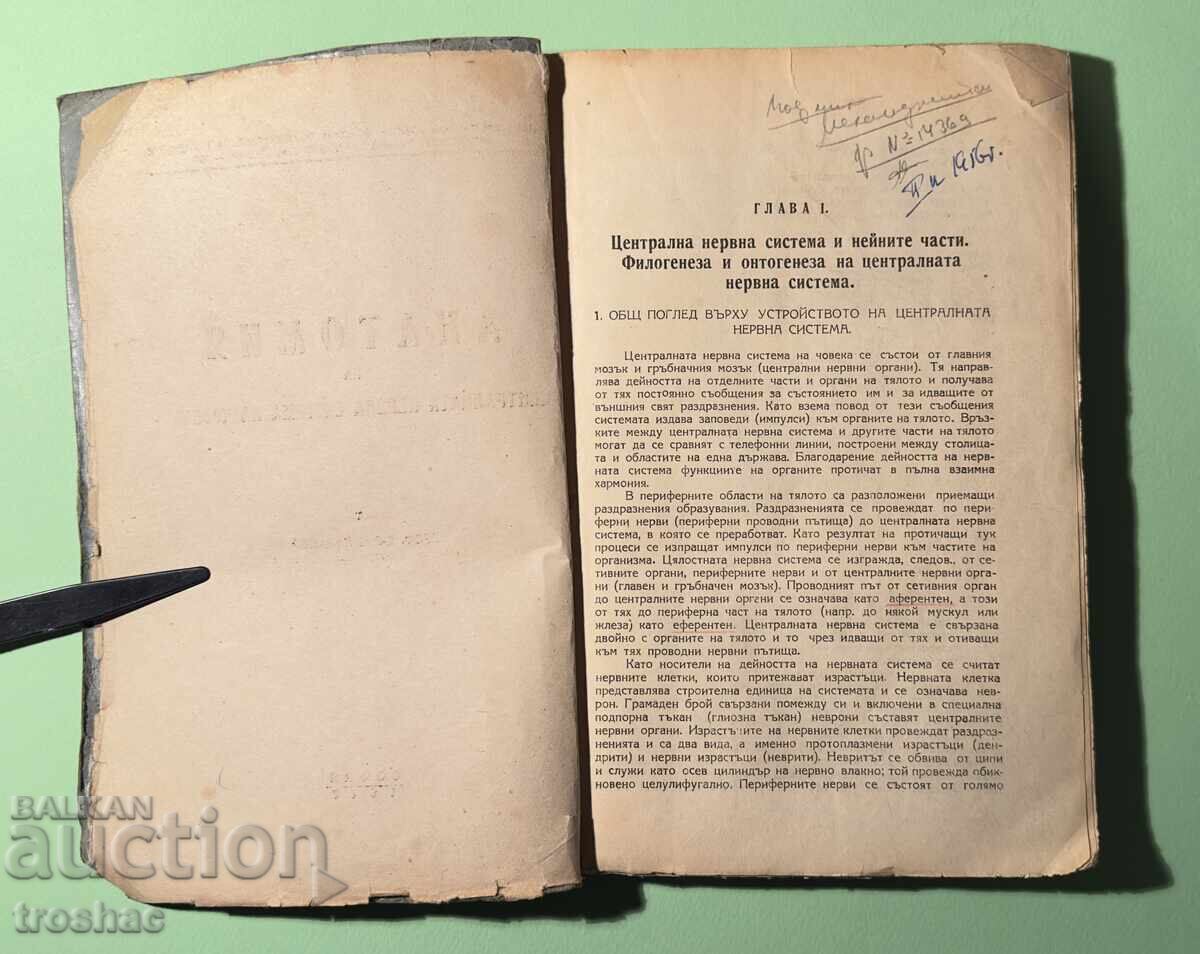 АНАТОМИЯ
НА
№ 14369
1956г.
ГЛАВА I.
Централна нервна система и нейните части.
Филогенеза и онтогенеза на централната
нервна система.
1. ОБЩ ПОГЛЕД ВЪРХУ УСТРОЙСТВОТО НА ЦЕНТРАЛНАТА
НЕРВНА СИСТЕМА.
Централната нервна система на човека се състои от главния
мозък и гръбначния мозък (централни нервни органи). Тя направ-
лява дейността на отделните части и органи на тялото и получава
от тях постоянно съобщения за състоянието им и за идващите от
външния свят раздразнения. Като взема повод от тези съобщения
системата издава заповеди (импулси) към органите на тялото. Връз-
ките между централната нервна система и другите части на тялото
могат да се сравнят с телефонни линии, построени между столица-
та и областите на една държава. Благодарение дейността на нерв-
ната система функциите на органите протичат в пълна взаимна
хармония.
В периферните области на тялото са разположени приемащи
раздразнения образувания. Раздразненията се провеждат по пери-
ферни нерви (периферни проводни пътища) до централната нервна
система, в която се преработват. Като резултат на протичащи тук
процеси се изпращат импулси по периферни нерви към частите на
организма. Цялостната нервна система се изгражда, следов., от се-
тивните органи, периферните нерви и от централните нервни орга-
ни (главен и гръбначен мозък). Проводният път от сетивния орган
до централните нервни органи се означава като аферентен, а този
от тях до периферна част на тялото (напр. до някой мускул или
жлеза) като еферентен. Централната нервна система е свързана
двойно с органите на тялото и то чрез идващи от тях и отиващи
към тях проводни нервни пътища.
Като носители на дейността на нервната система се считат
нервните клетки, които притежават израстъци. Нервната клетка
представлява строителна единица на системата и се означава нев-
рон. Грамаден брой свързани помежду си и включени в специална
подпорна тъкан (глиозна тъкан) неврони съставят централните
нервни органи. Израстъците на нервните клетки провеждат раздраз-
ненията и са два вида, а именно протоплазмени израстъци (ден-
дрити) и нервни израстъци (неврити). Невритът се обвива от ципи
и служи като осев цилиндър на нервно влакно; той провежда обик-
новено целулифугално. Периферните нерви се състоят от голямо
BALKAN
auction
troshac